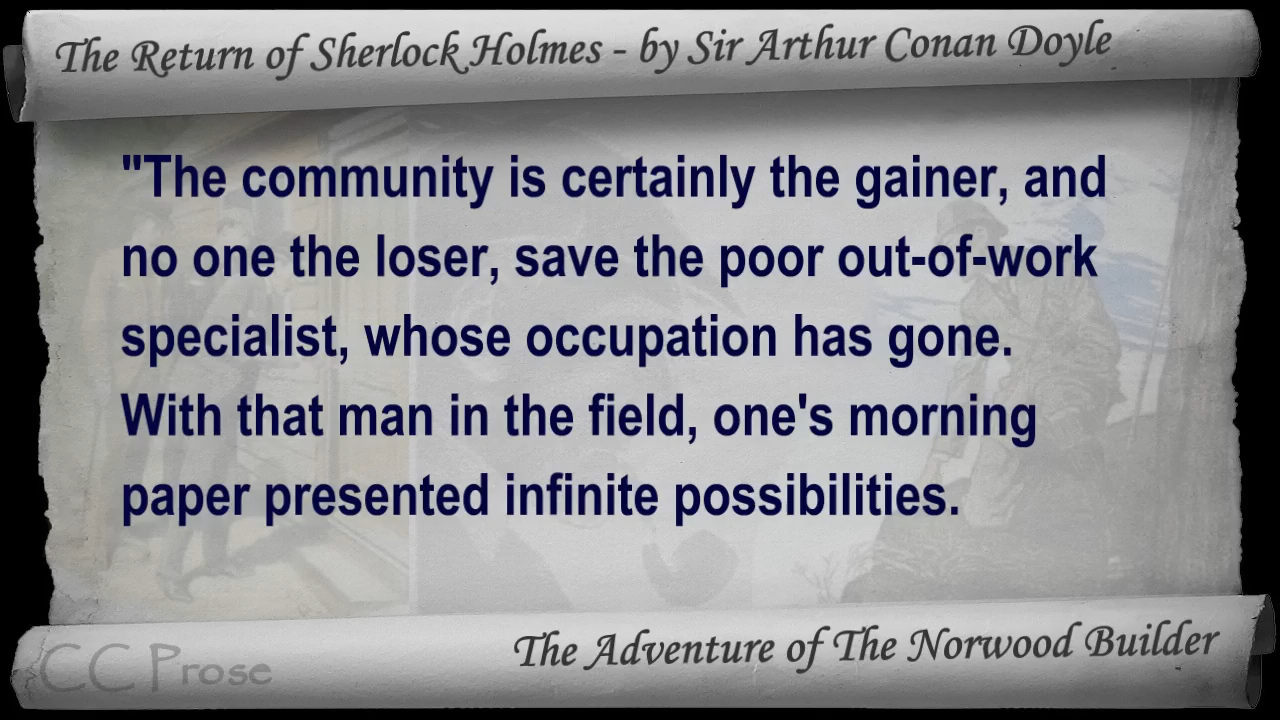 The Return of Sherlock Holmes - by Sir Arthur Conan Doyle
"The community is certainly the gainer, and
no one the loser, save the poor out-of-work
specialist, whose occupation has gone.
With that man in the field, one's morning
paper presented infinite possibilities.
The Adventure of The Norwood Builder
CC Prose